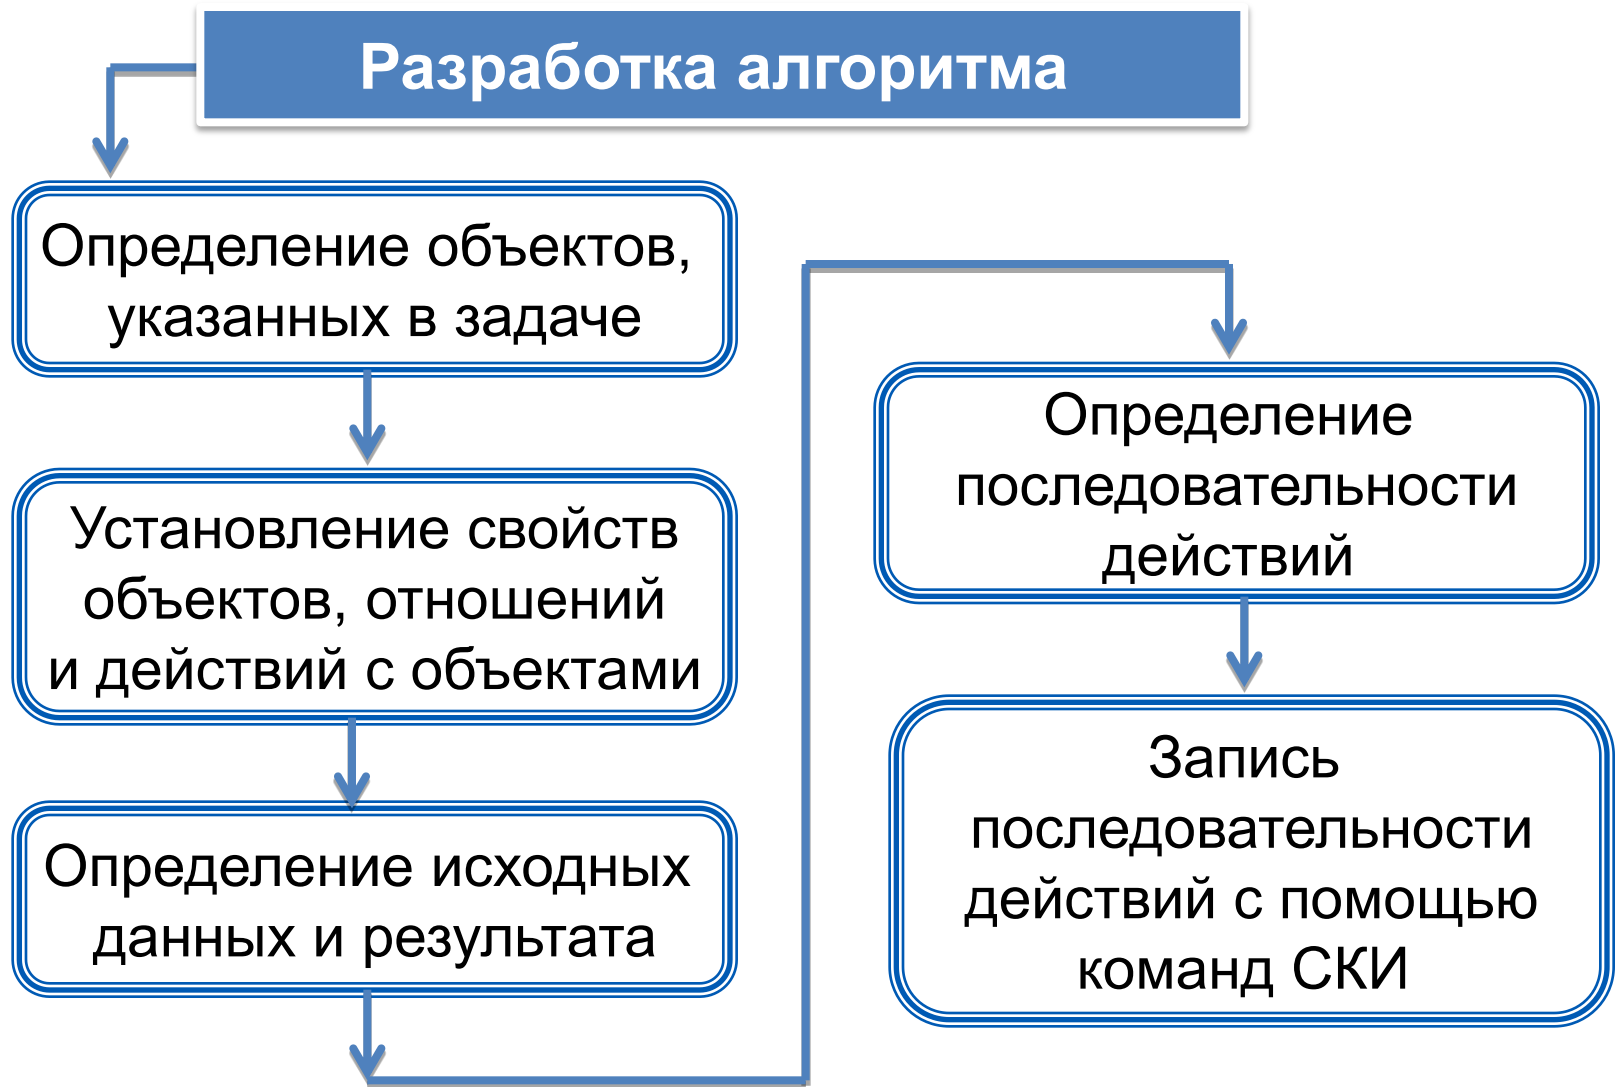 Разработка алгоритма
Определение объектов,
указанных в задаче
Установление свойств
объектов, отношений
и действий с объектами
Определение исходных
данных и результата
Определение
последовательности
действий
Запись
последовательности
действий с помощью
команд СКИ